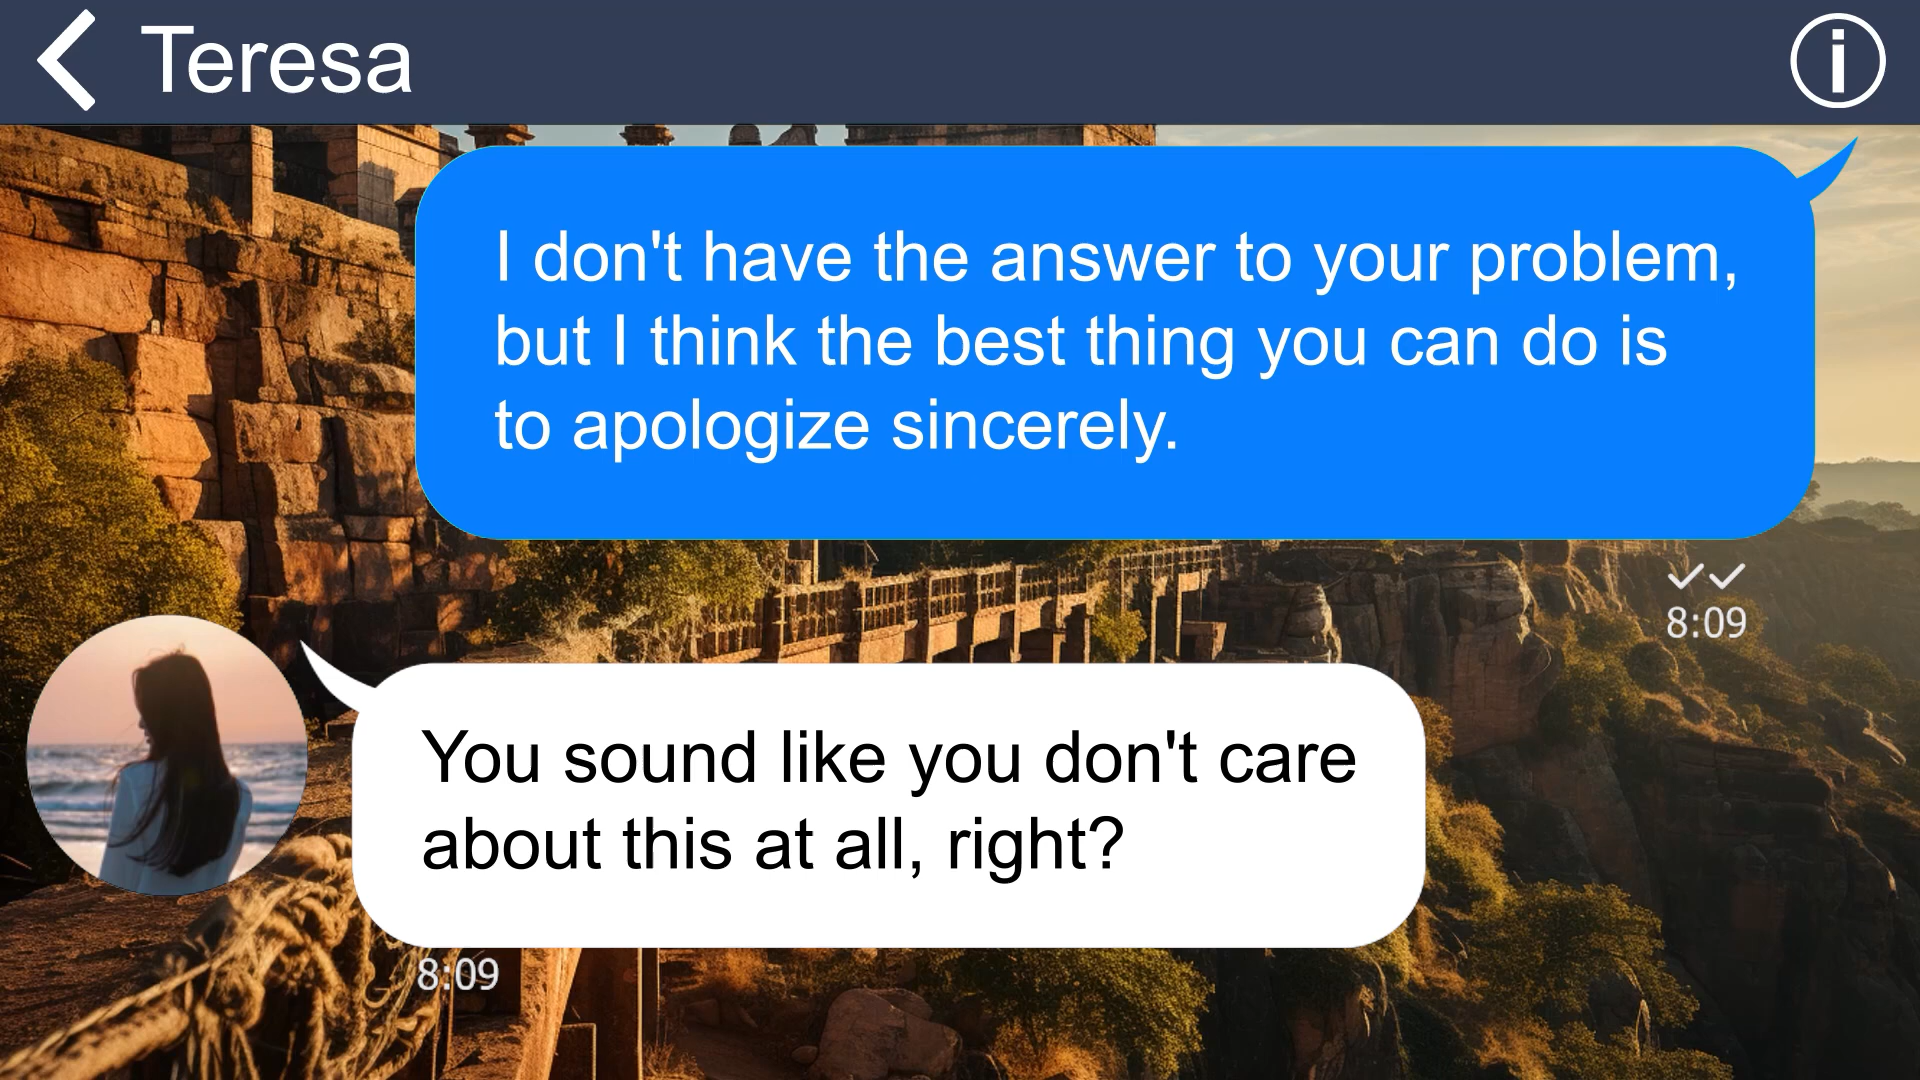 Teresa
I don't have the answer to your problem,
but I think the best thing you can do is
to apologize sincerely.
8:09
You sound like you don't care
about this at all, right?
8:09